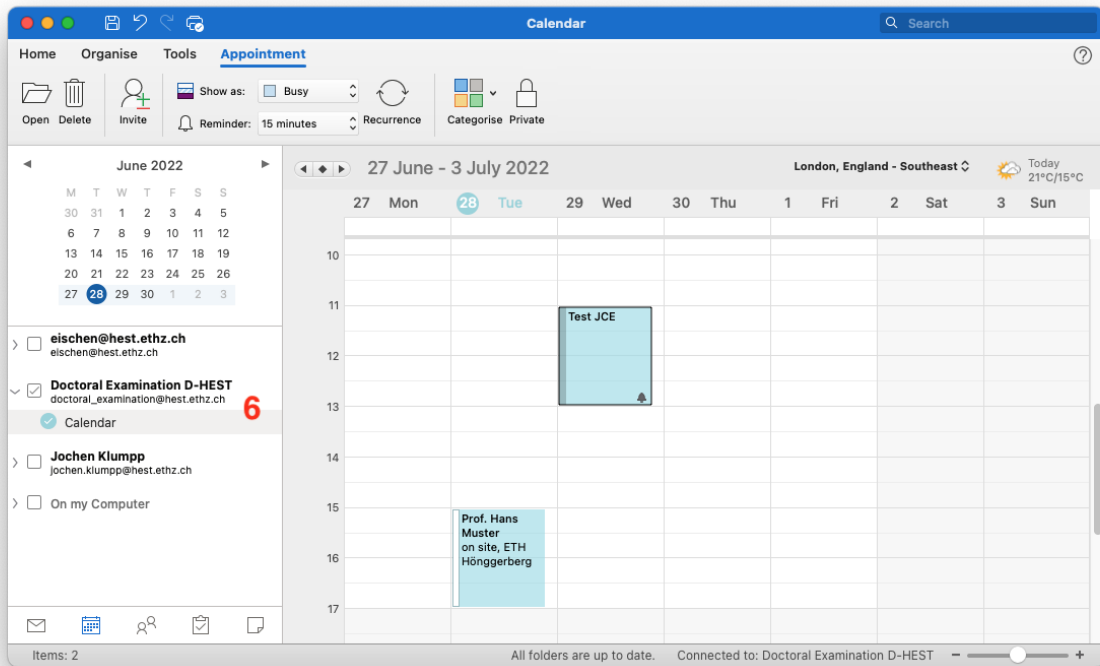 Calendar
Search
Home Organise Tools Appointment
Open Delete Invite Show as: Busy Reminder: 15 minutes Recurrence Categorise Private
June 2022
M T W T F S S
30 31 1 2 3 4 5
6 7 8 9 10 11 12
13 14 15 16 17 18 19
20 21 22 23 24 25 26
27 28 29 30 1 2 3
eischen@hest.ethz.ch
eischen@hest.ethz.ch
Doctoral Examination D-HEST
doctoral_examination@hest.ethz.ch
6
Calendar
Jochen Klumpp
jochen.klumpp@hest.ethz.ch
On my Computer
27 June - 3 July 2022
London, England - Southeast
Today
21°C/15°C
27 Mon 28 Tue 29 Wed 30 Thu 1 Fri 2 Sat 3 Sun
10
11
Test JCE
12
13
14
15
Prof. Hans
Muster
on site, ETH
Hönggerberg
16
17
Items: 2
All folders are up to date.
Connected to: Doctoral Examination D-HEST